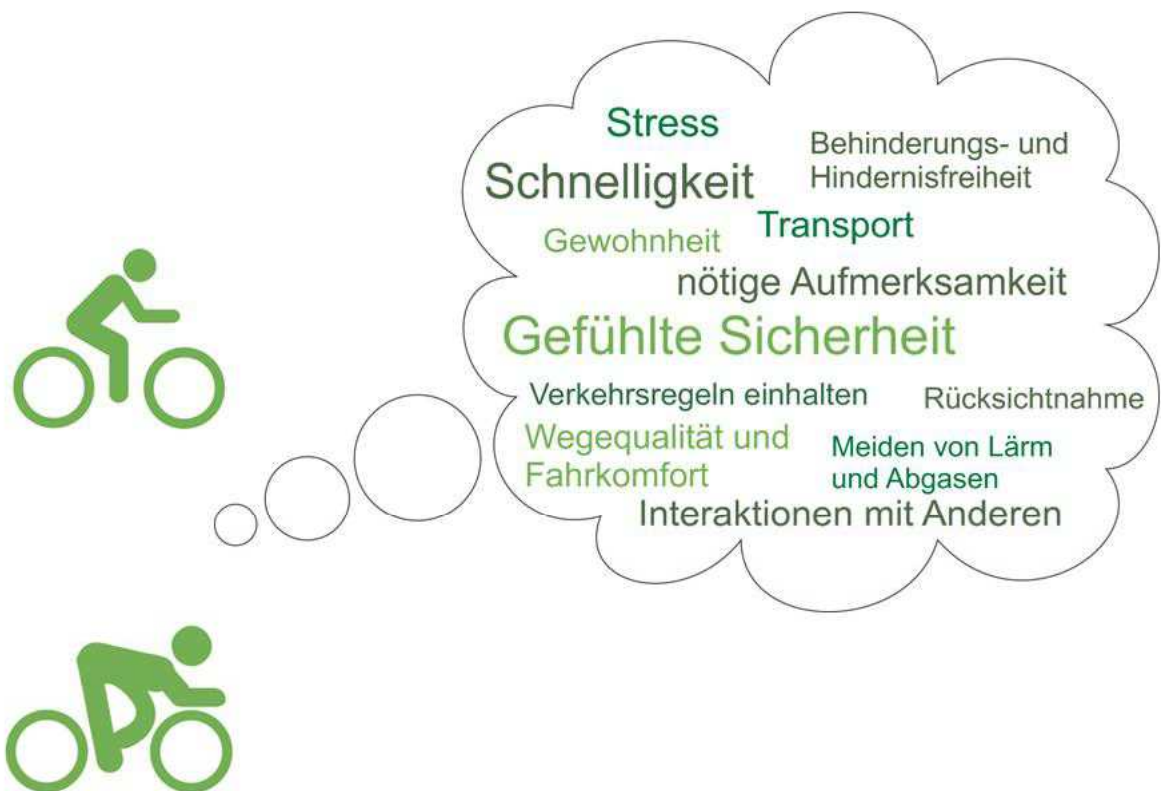 Stress
Behinderungs- und
Hindernisfreiheit
Schnelligkeit
Transport
Gewohnheit
nötige Aufmerksamkeit
Gefühlte Sicherheit
Verkehrsregeln einhalten
Rücksichtnahme
Wegequalität und
Fahrkomfort
Meiden von Lärm
und Abgasen
Interaktionen mit Anderen